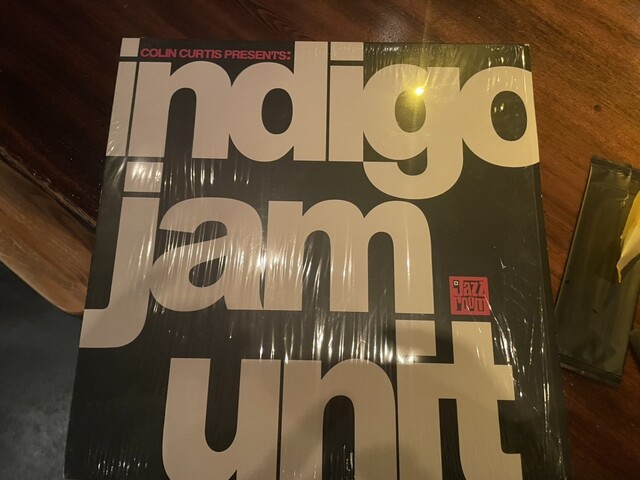 COLIN CURTIS PRESENTS:
indigo
jam
Jazz
unit